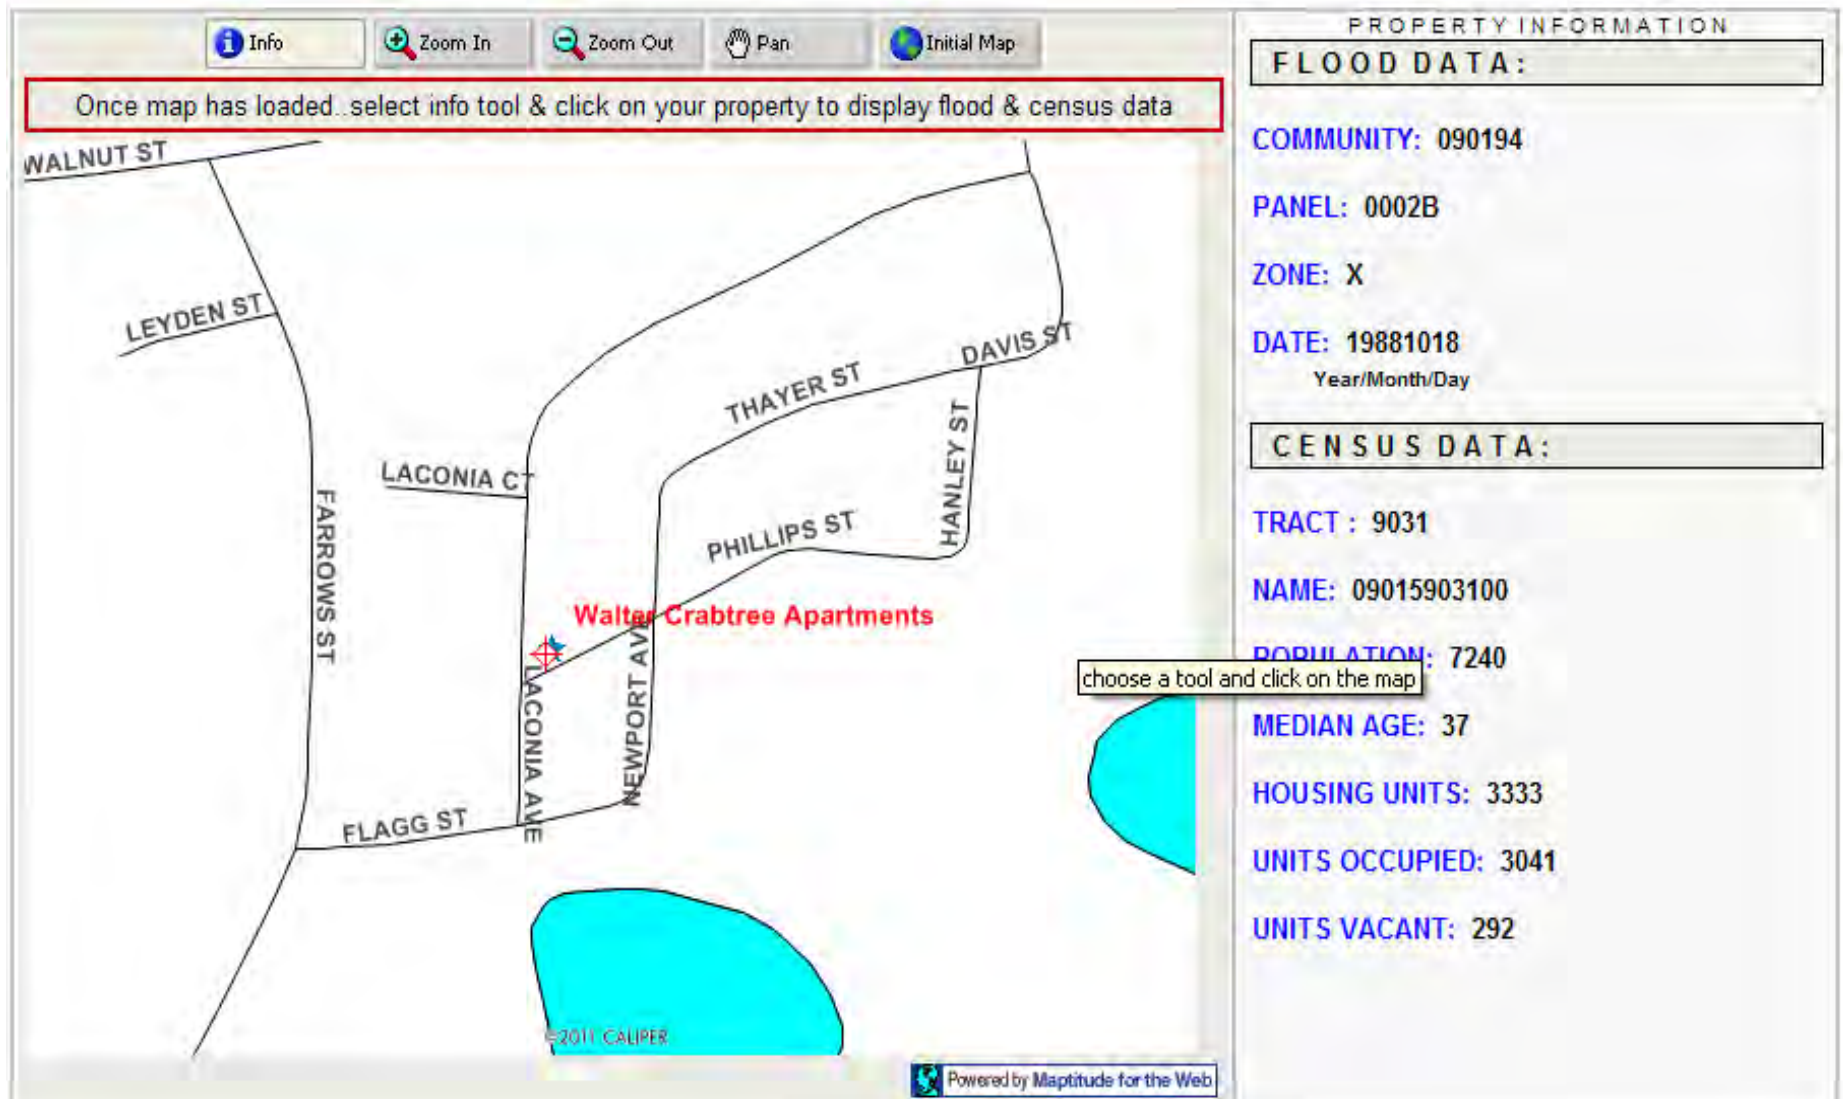 Info
Zoom In
Zoom Out
Pan
Initial Map
Once map has loaded..select info tool & click on your property to display flood & census data
WALNUT ST
LEYDEN ST
FARROWS ST
LACONIA CT
THAYER ST
DAVIS ST
HANLEY ST
PHILLIPS ST
Walter Crabtree Apartments
LACONIA AVE
NEWPORT AVE
FLAGG ST
©2011 CALIPER
Powered by Maptitude for the Web
choose a tool and click on the map
PROPERTY INFORMATION
FLOOD DATA:
COMMUNITY: 090194
PANEL: 0002B
ZONE: X
DATE: 19881018
Year/Month/Day
CENSUS DATA:
TRACT : 9031
NAME: 09015903100
POPULATION: 7240
MEDIAN AGE: 37
HOUSING UNITS: 3333
UNITS OCCUPIED: 3041
UNITS VACANT: 292